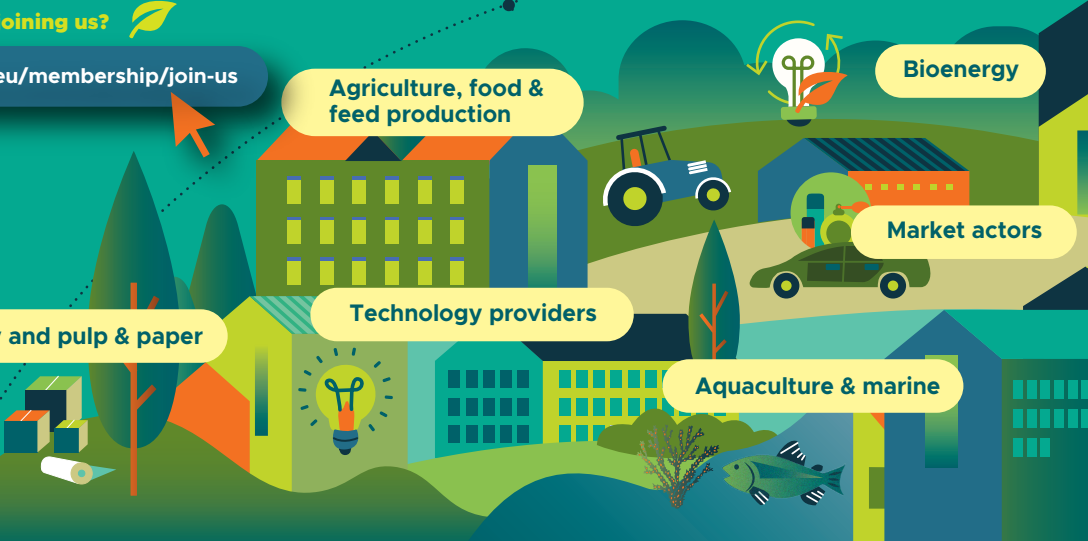 oining us?
eu/membership/join-us
Agriculture, food &
feed production
Bioenergy
Market actors
Technology providers
and pulp & paper
Aquaculture & marine